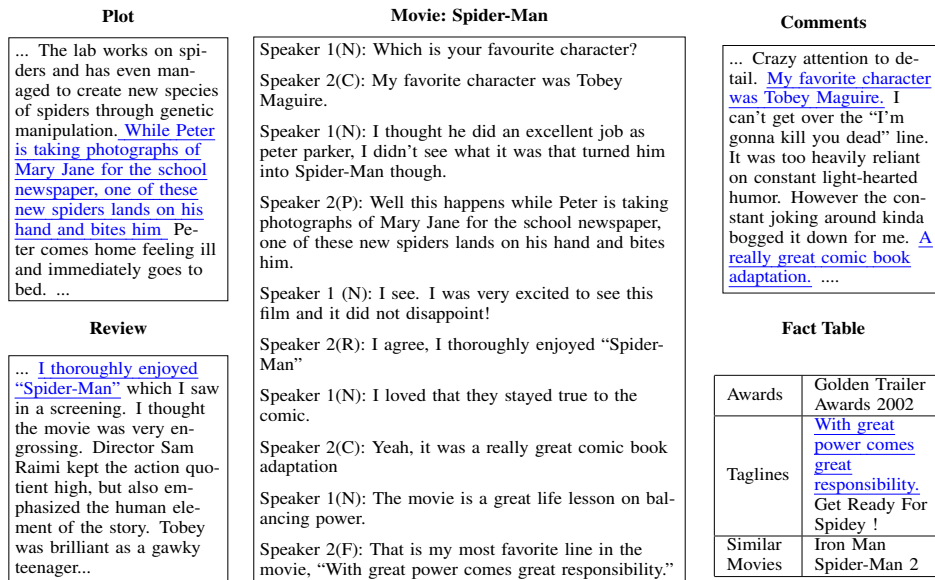 Plot
... The lab works on spi-
ders and has even man-
aged to create new species
of spiders through genetic
manipulation. While Peter
is taking photographs of
Mary Jane for the school
newspaper, one of these
new spiders lands on his
hand and bites him Pe-
ter comes home feeling ill
and immediately goes to
bed. ...
Review
... I thoroughly enjoyed
“Spider-Man” which I saw
in a screening. I thought
the movie was very en-
grossing. Director Sam
Raimi kept the action quo-
tient high, but also em-
phasized the human ele-
ment of the story. Tobey
was brilliant as a gawky
teenager...
Movie: Spider-Man
Speaker 1(N): Which is your favourite character?
Speaker 2(C): My favorite character was Tobey
Maguire.
Speaker 1(N): I thought he did an excellent job as
peter parker, I didn’t see what it was that turned him
into Spider-Man though.
Speaker 2(P): Well this happens while Peter is taking
photographs of Mary Jane for the school newspaper,
one of these new spiders lands on his hand and bites
him.
Speaker 1 (N): I see. I was very excited to see this
film and it did not disappoint!
Speaker 2(R): I agree, I thoroughly enjoyed “Spider-
Man”
Speaker 1(N): I loved that they stayed true to the
comic.
Speaker 2(C): Yeah, it was a really great comic book
adaptation
Speaker 1(N): The movie is a great life lesson on bal-
ancing power.
Speaker 2(F): That is my most favorite line in the
movie, “With great power comes great responsibility.”
Comments
... Crazy attention to de-
tail. My favorite character
was Tobey Maguire. I
can’t get over the “I’m
gonna kill you dead” line.
It was too heavily reliant
on constant light-hearted
humor. However the con-
stant joking around kinda
bogged it down for me. A
really great comic book
adaptation. ....
Fact Table
Awards
Golden Trailer
Awards 2002
Taglines
With great
power comes
great
responsibility.
Get Ready For
Spidey !
Similar
Movies
Iron Man
Spider-Man 2